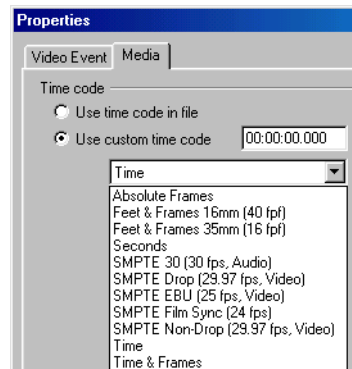 Properties
Video Event Media
Time code
Use time code in file
Use custom time code 00:00:00.000
Time
Absolute Frames
Feet & Frames 16mm (40 fpf)
Feet & Frames 35mm (16 fpf)
Seconds
SMPTE 30 (30 fps, Audio)
SMPTE Drop (29.97 fps, Video)
SMPTE EBU (25 fps, Video)
SMPTE Film Sync (24 fps)
SMPTE Non-Drop (29.97 fps, Video)
Time
Time & Frames